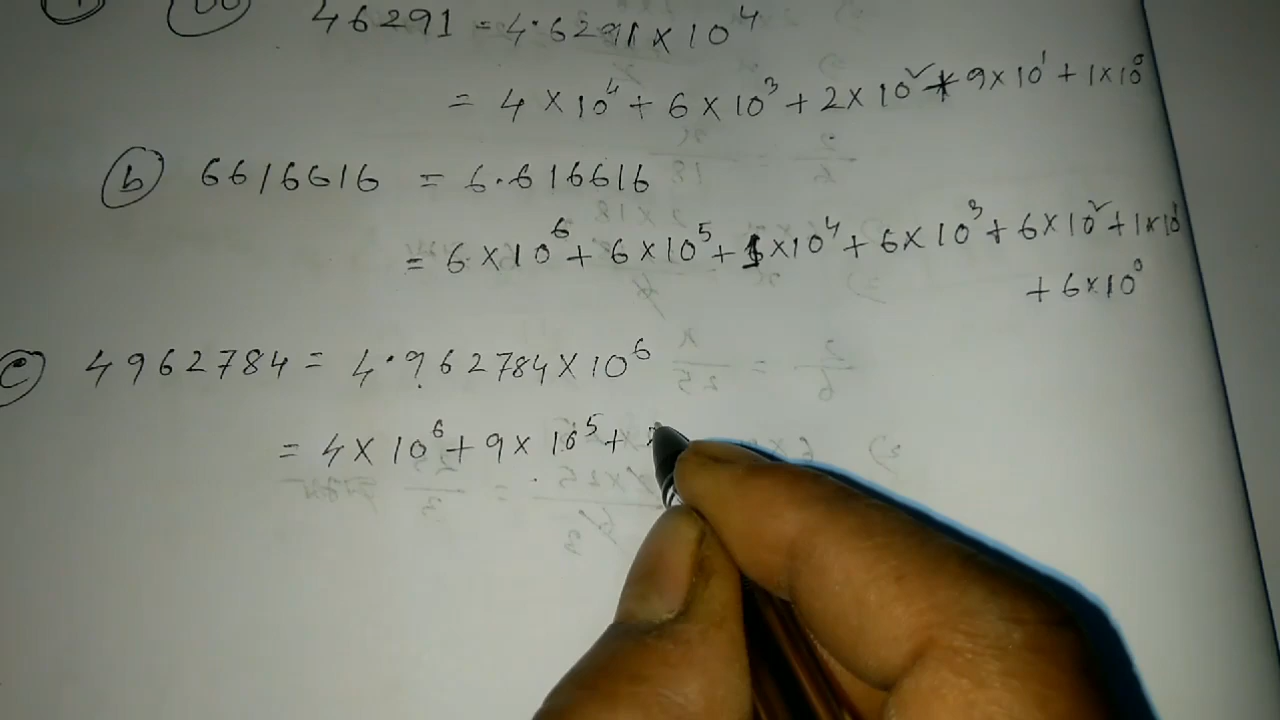 46291 = 4.6291 × 10⁴
= 4 × 10⁴ + 6 × 10³ + 2 × 10² + 9 × 10¹ + 1 × 10⁰
(b) 6616616 = 6.616616
= 6 × 10⁶ + 6 × 10⁵ + 1 × 10⁴ + 6 × 10³ + 6 × 10² + 1 × 10¹
+ 6 × 10⁰
(c) 4962784 = 4.962784 × 10⁶
= 4 × 10⁶ + 9 × 10⁵ +